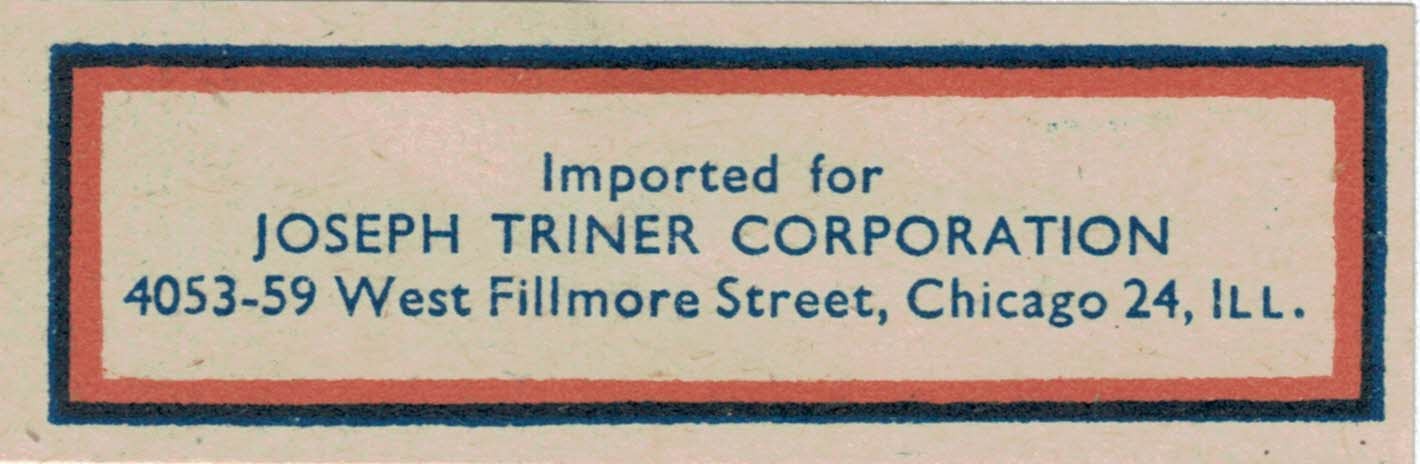 Imported for
JOSEPH TRINER CORPORATION
4053-59 West Fillmore Street, Chicago 24, ILL.